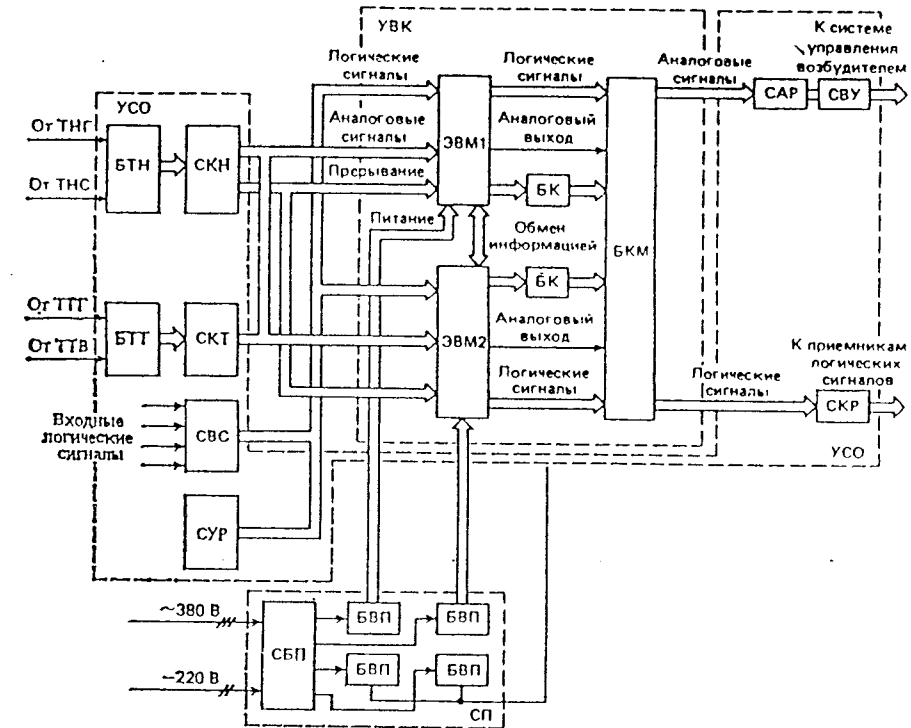 УВК
К системе
управления
возбудителем
Логические
сигналы
Логические
сигналы
Аналоговые
сигналы
САР
СВУ
УСО
От ТНГ
БТН
СКН
От ТНС
Аналоговые
сигналы
ЭВМ1
Аналоговый
выход
Прерывание
БК
Питание
Обмен
информацией
БКМ
БК
От ТТГ
БТТ
СКТ
От ТТВ
ЭВМ2
Аналоговый
выход
К приемникам
логических
сигналов
Логические
сигналы
Логические
сигналы
СКР
Входные
логические
сигналы
СВС
УСО
СУР
~380 В
БВП
БВП
СБП
БВП
БВП
~220 В
СП